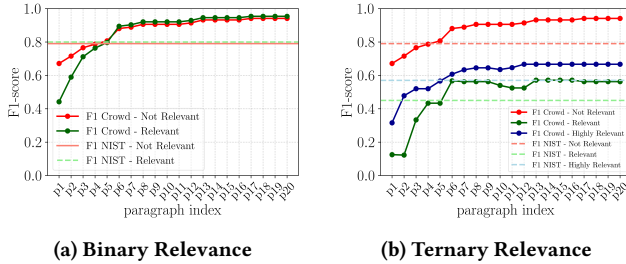 1.0
0.8
0.6
0.4
0.2
0.0
F1-score
F1 Crowd - Not Relevant
F1 Crowd - Relevant
F1 NIST - Not Relevant
F1 NIST - Relevant
p1 p2 p3 p4 p5 p6 p7 p8 p9 p10 p11 p12 p13 p14 p15 p16 p17 p18 p19 p20
paragraph index
(a) Binary Relevance
1.0
0.8
0.6
0.4
0.2
0.0
F1-score
F1 Crowd - Not Relevant
F1 Crowd - Relevant
F1 Crowd - Highly Relevant
F1 NIST - Not Relevant
F1 NIST - Relevant
F1 NIST - Highly Relevant
p1 p2 p3 p4 p5 p6 p7 p8 p9 p10 p11 p12 p13 p14 p15 p16 p17 p18 p19 p20
paragraph index
(b) Ternary Relevance